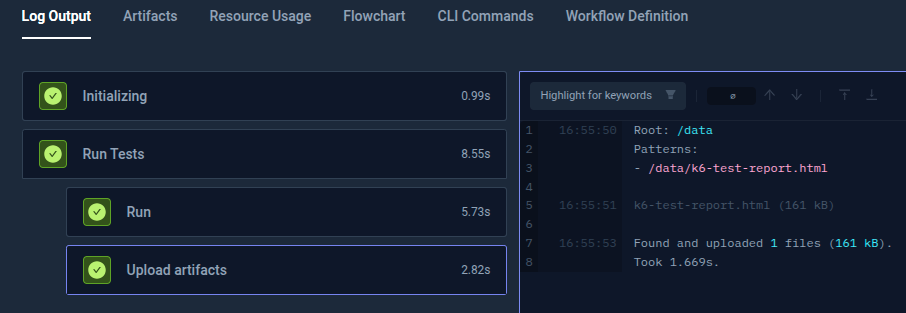 Log Output Artifacts Resource Usage Flowchart CLI Commands Workflow Definition
Initializing 0.99s
Run Tests 8.55s
Run 5.73s
Upload artifacts 2.82s
Highlight for keywords ø
1 16:55:50 Root: /data
2 Patterns:
3 - /data/k6-test-report.html
4
5 16:55:51 k6-test-report.html (161 kB)
6
7 16:55:53 Found and uploaded 1 files (161 kB).
8 Took 1.669s.